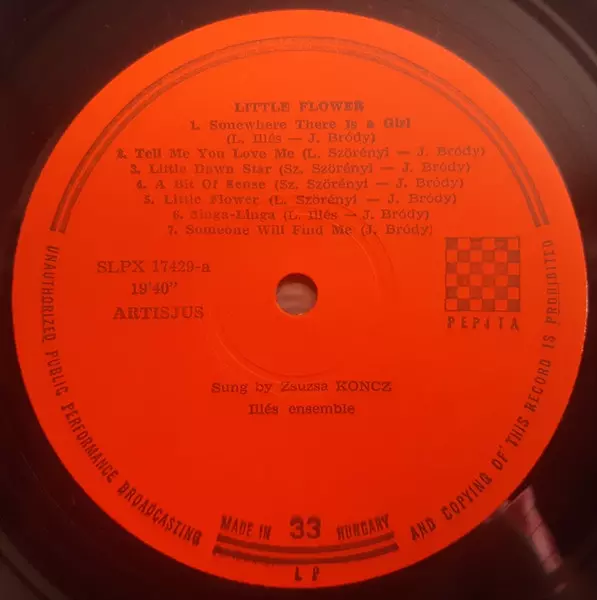 LITTLE FLOWER
1. Somewhere There Is a Girl
(L. Illés — J. Bródy)
2. Tell Me You Love Me (L. Szörényi — J. Bródy)
3. Little Dawn Star (Sz. Szörényi — J. Bródy)
4. A Bit Of Sense (Sz. Szörényi — J. Bródy)
5. Little Flower (L. Szörényi — J. Bródy)
6. Jinga-Linga (L. Illés — J. Bródy)
7. Someone Will Find Me (J. Bródy)
SLPX 17429-a
19'40"
ARTISJUS
PEPITA
Sung by Zsuzsa KONCZ
Illés ensemble
UNAUTHORIZED PUBLIC PERFORMANCE BROADCASTING
AND COPYING OF THIS RECORD IS PROHIBITED
MADE IN 33 HUNGARY
LP